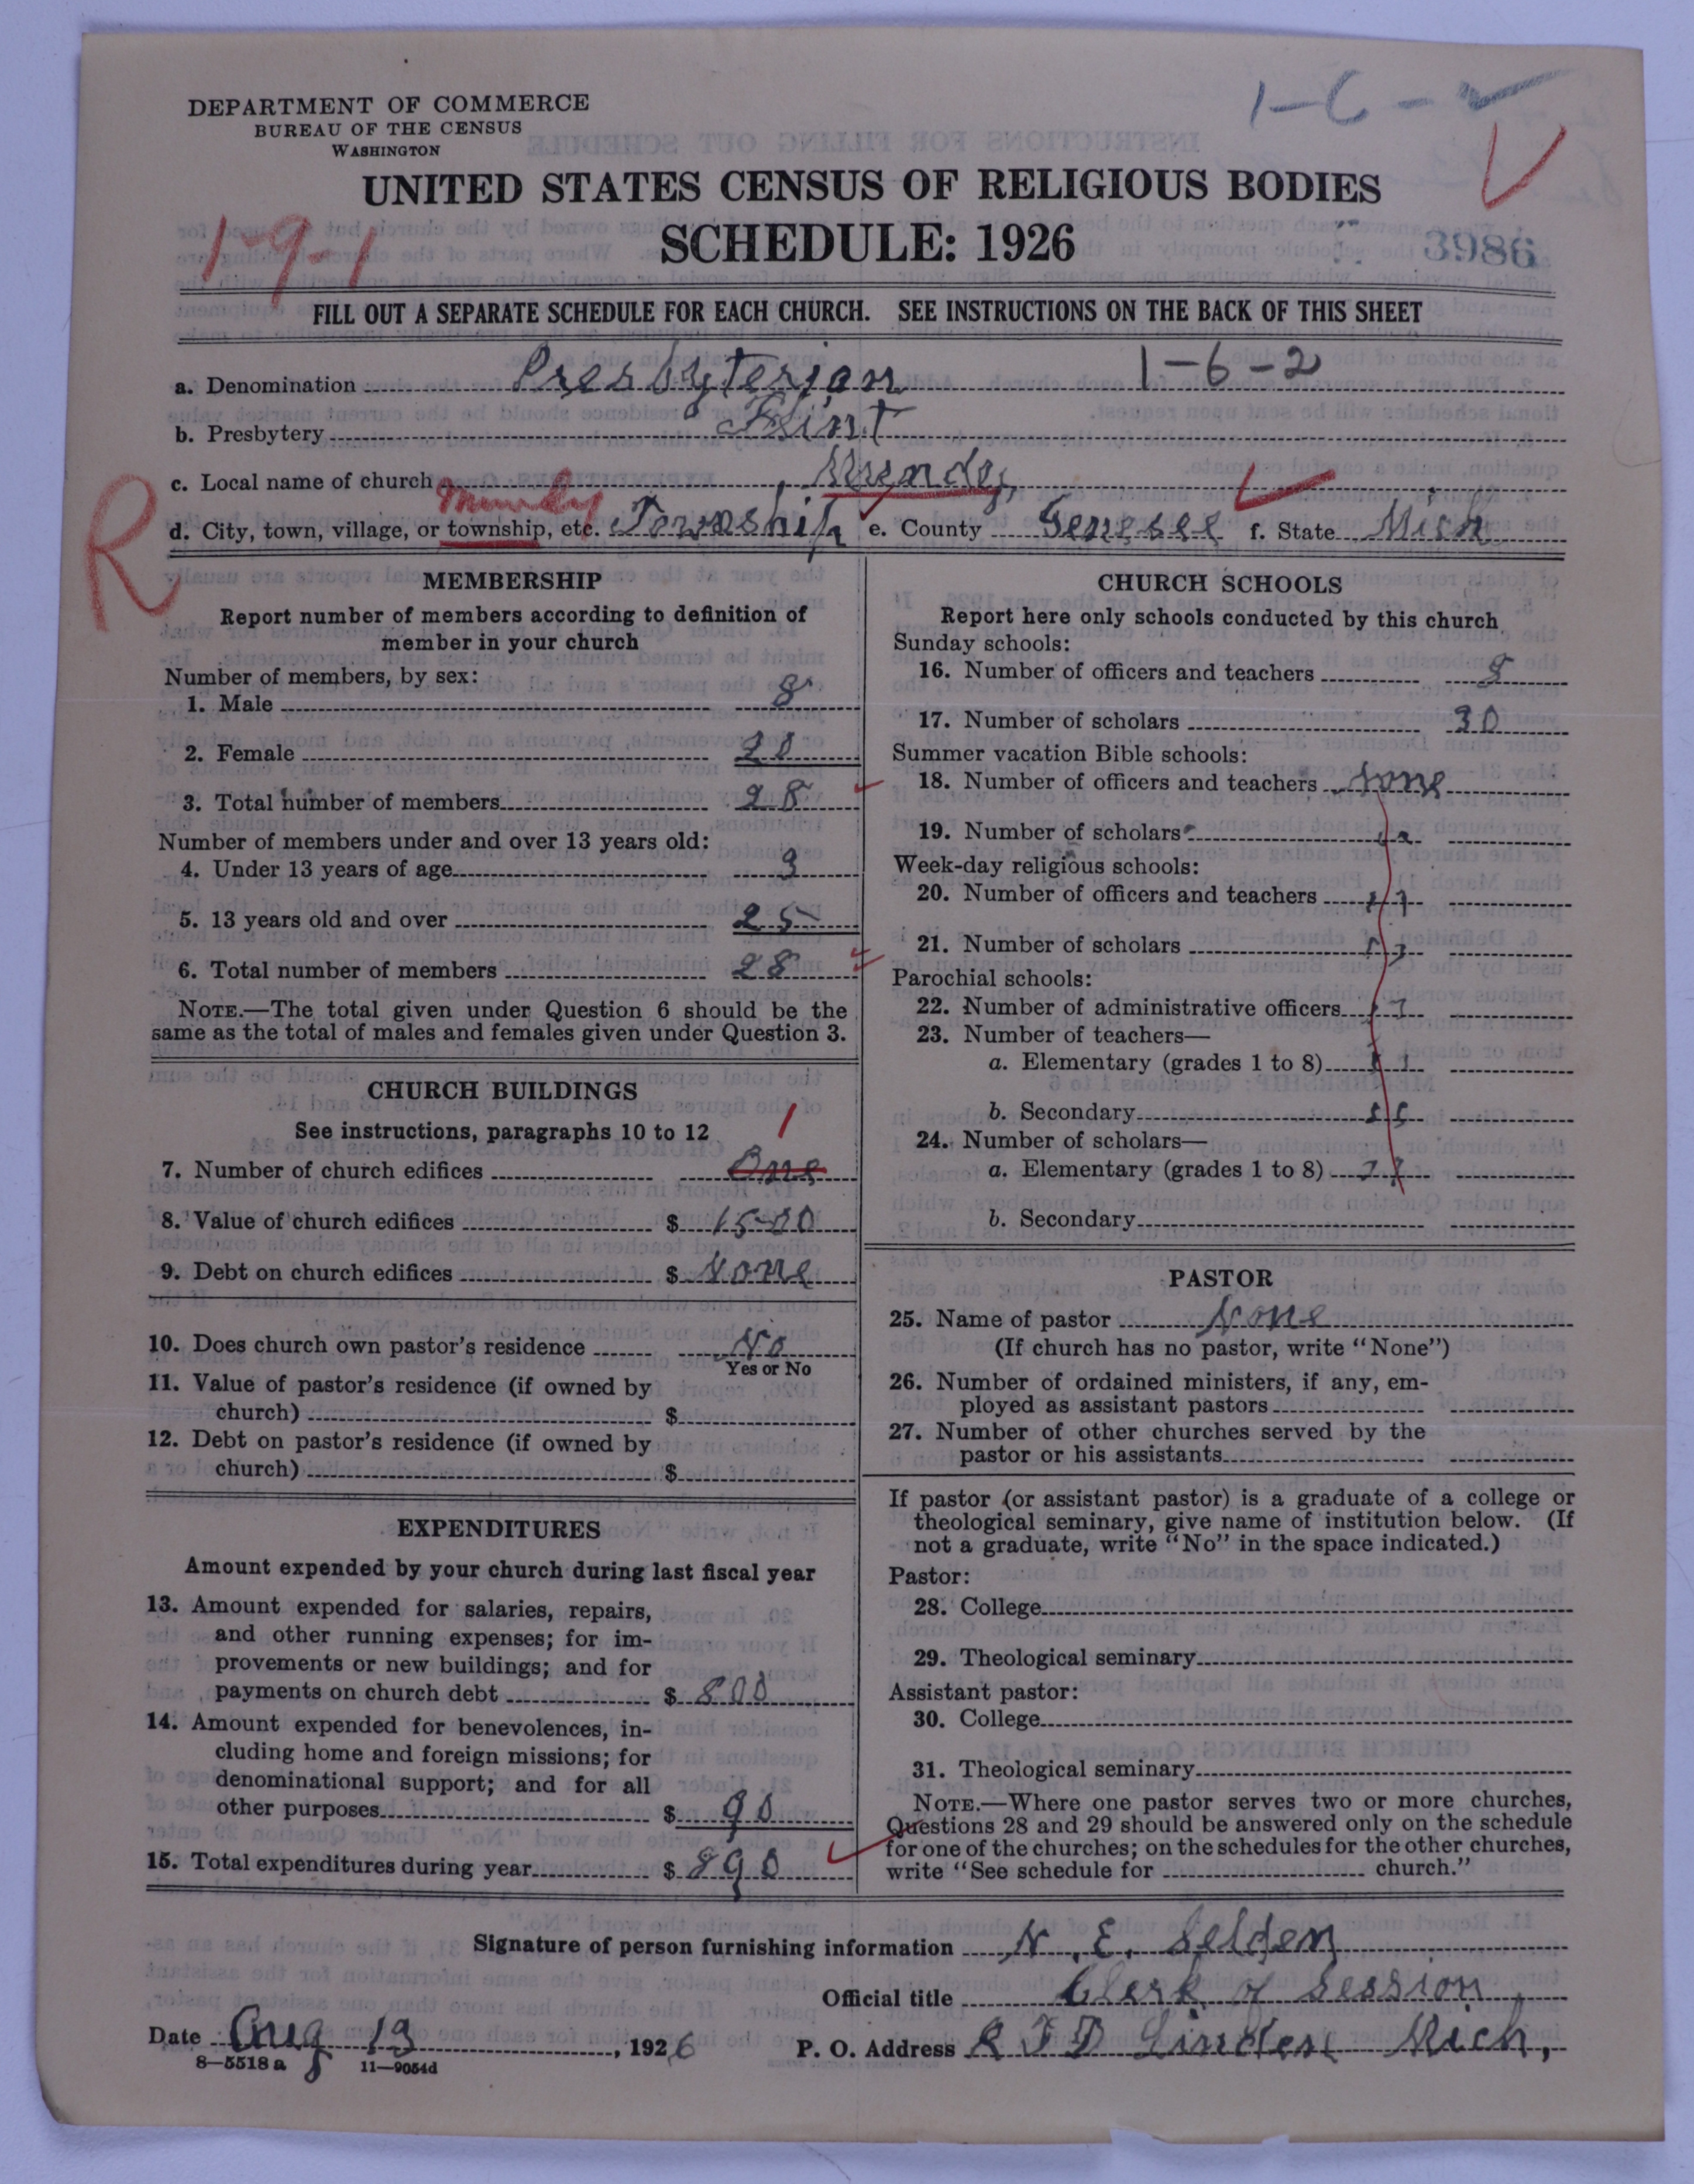 DEPARTMENT OF COMMERCE
BUREAU OF THE CENSUS
WASHINGTON
1-6-2
UNITED STATES CENSUS OF RELIGIOUS BODIES
SCHEDULE: 1926
1-9-1
3986
FILL OUT A SEPARATE SCHEDULE FOR EACH CHURCH. SEE INSTRUCTIONS ON THE BACK OF THIS SHEET
a. Denomination Presbyterian 1-6-2
b. Presbytery Flint
c. Local name of church Mundy,
Mundy
d. City, town, village, or township, etc. Township e. County Genesee f. State Mich
R
MEMBERSHIP
Report number of members according to definition of
member in your church
Number of members, by sex:
1. Male 8
2. Female 20
3. Total number of members 28
Number of members under and over 13 years old:
4. Under 13 years of age 3
5. 13 years old and over 25
6. Total number of members 28
NOTE.—The total given under Question 6 should be the
same as the total of males and females given under Question 3.
CHURCH BUILDINGS
See instructions, paragraphs 10 to 12
1
7. Number of church edifices One
8. Value of church edifices $ 1500
9. Debt on church edifices $ None
10. Does church own pastor's residence No
Yes or No
11. Value of pastor's residence (if owned by
church) $
12. Debt on pastor's residence (if owned by
church) $
EXPENDITURES
Amount expended by your church during last fiscal year
13. Amount expended for salaries, repairs,
and other running expenses; for im-
provements or new buildings; and for
payments on church debt $ 800
14. Amount expended for benevolences, in-
cluding home and foreign missions; for
denominational support; and for all
other purposes $ 90
15. Total expenditures during year $ 890
CHURCH SCHOOLS
Report here only schools conducted by this church
Sunday schools:
16. Number of officers and teachers 8
17. Number of scholars 30
Summer vacation Bible schools:
18. Number of officers and teachers None
19. Number of scholars
Week-day religious schools:
20. Number of officers and teachers
21. Number of scholars
Parochial schools:
22. Number of administrative officers
23. Number of teachers—
a. Elementary (grades 1 to 8)
b. Secondary
24. Number of scholars—
a. Elementary (grades 1 to 8)
b. Secondary
PASTOR
25. Name of pastor None
(If church has no pastor, write "None")
26. Number of ordained ministers, if any, em-
ployed as assistant pastors
27. Number of other churches served by the
pastor or his assistants
If pastor (or assistant pastor) is a graduate of a college or
theological seminary, give name of institution below. (If
not a graduate, write "No" in the space indicated.)
Pastor:
28. College
29. Theological seminary
Assistant pastor:
30. College
31. Theological seminary
NOTE.—Where one pastor serves two or more churches,
Questions 28 and 29 should be answered only on the schedule
for one of the churches; on the schedules for the other churches,
write "See schedule for church."
Signature of person furnishing information N. E. Selden
Official title Clerk of Session
Date Aug 13, 1926 P. O. Address R F D Linden Mich,
8—5518 a 11—9054d